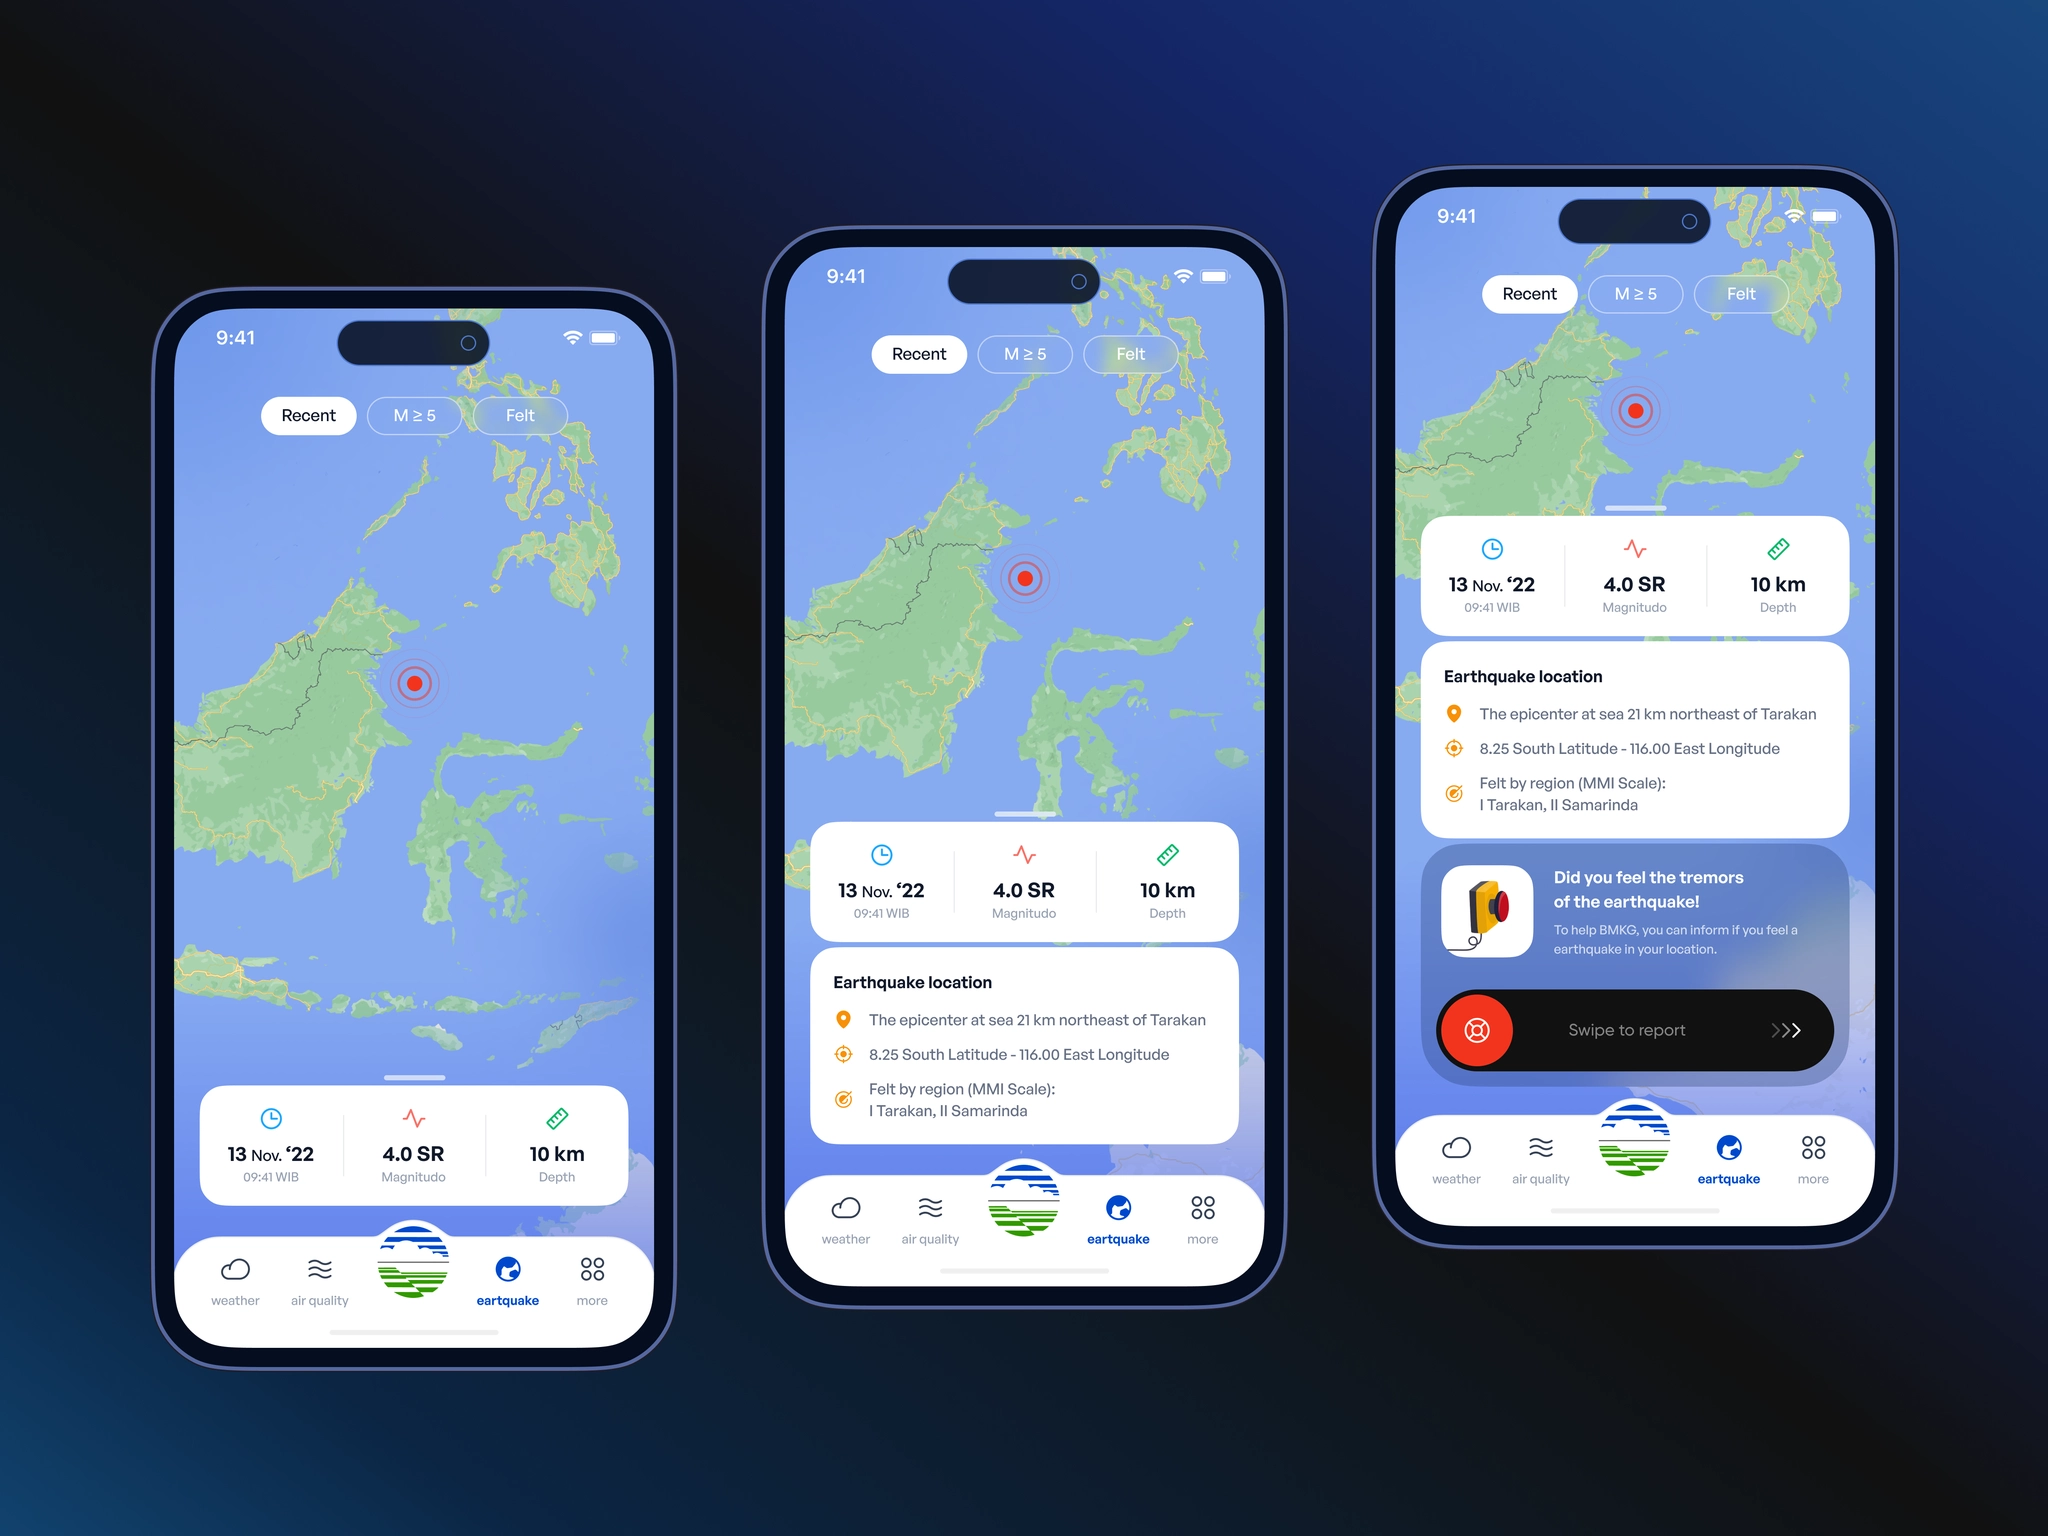 9:41
Recent
M ≥ 5
Felt
13 Nov. ‘22
09:41 WIB
4.0 SR
Magnitudo
10 km
Depth
weather
air quality
eartquake
more
9:41
Recent
M ≥ 5
Felt
13 Nov. ‘22
09:41 WIB
4.0 SR
Magnitudo
10 km
Depth
Earthquake location
The epicenter at sea 21 km northeast of Tarakan
8.25 South Latitude - 116.00 East Longitude
Felt by region (MMI Scale):
I Tarakan, II Samarinda
weather
air quality
eartquake
more
9:41
Recent
M ≥ 5
Felt
13 Nov. ‘22
09:41 WIB
4.0 SR
Magnitudo
10 km
Depth
Earthquake location
The epicenter at sea 21 km northeast of Tarakan
8.25 South Latitude - 116.00 East Longitude
Felt by region (MMI Scale):
I Tarakan, II Samarinda
Did you feel the tremors
of the earthquake!
To help BMKG, you can inform if you feel a
earthquake in your location.
Swipe to report
weather
air quality
eartquake
more